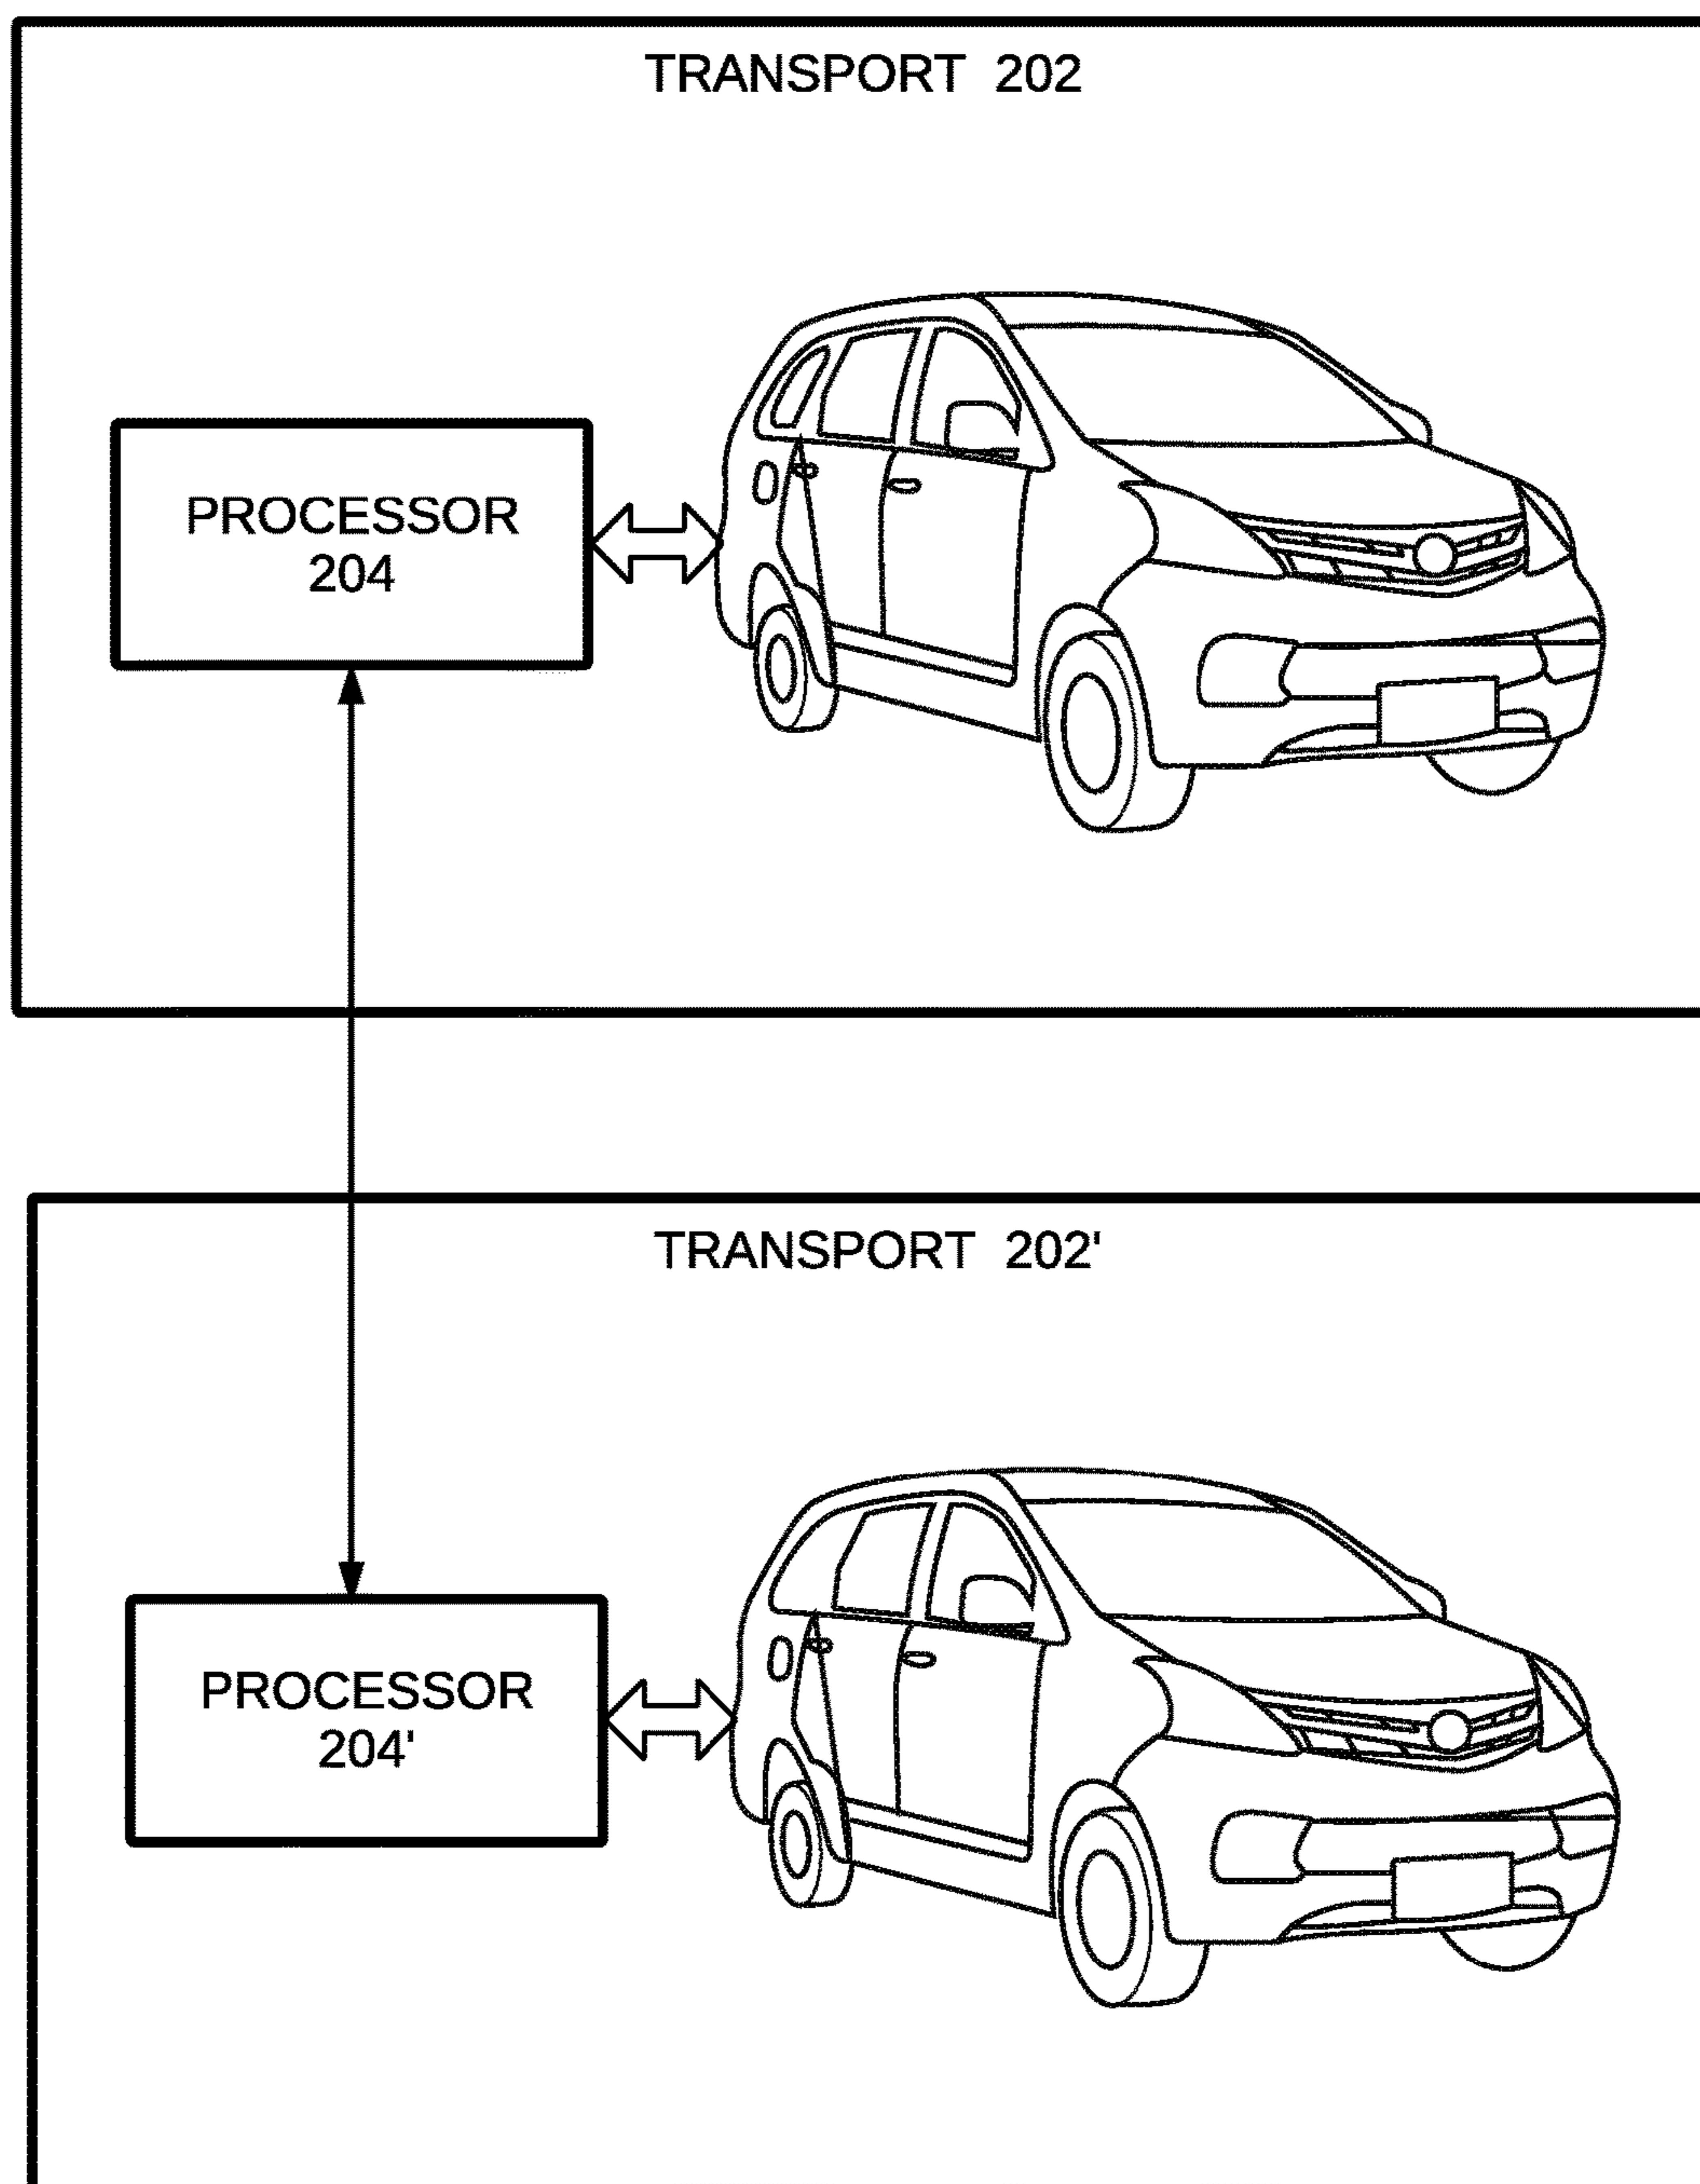 TRANSPORT 202
PROCESSOR
204
TRANSPORT 202'
PROCESSOR
204'